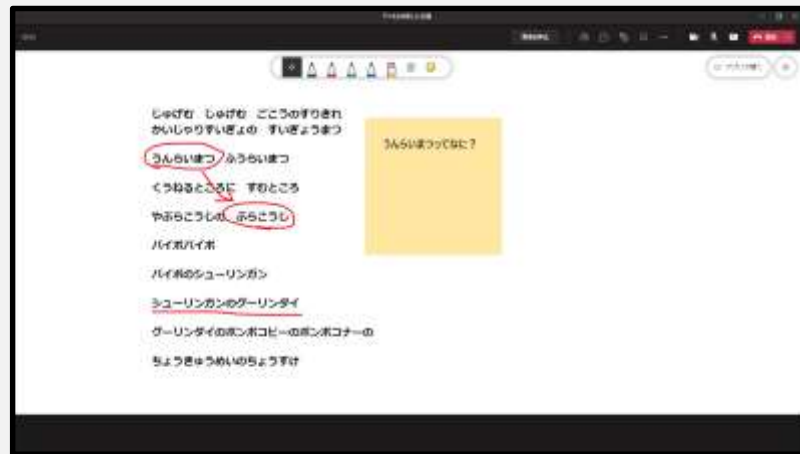 じゅげむ じゅげむ ごこうのすりきれ
かいじゃりすいぎょの すいぎょうまつ
うんらいまつ ふうらいまつ
くうねるところに すむところ
やぶらこうじの ぶらこうじ
パイポパイポ
パイポのシューリンガン
シューリンガンのグーリンダイ
グーリンダイのポンポコピーのポンポコナーの
ちょうきゅうめいのちょうすけ
うんらいまつってなに？